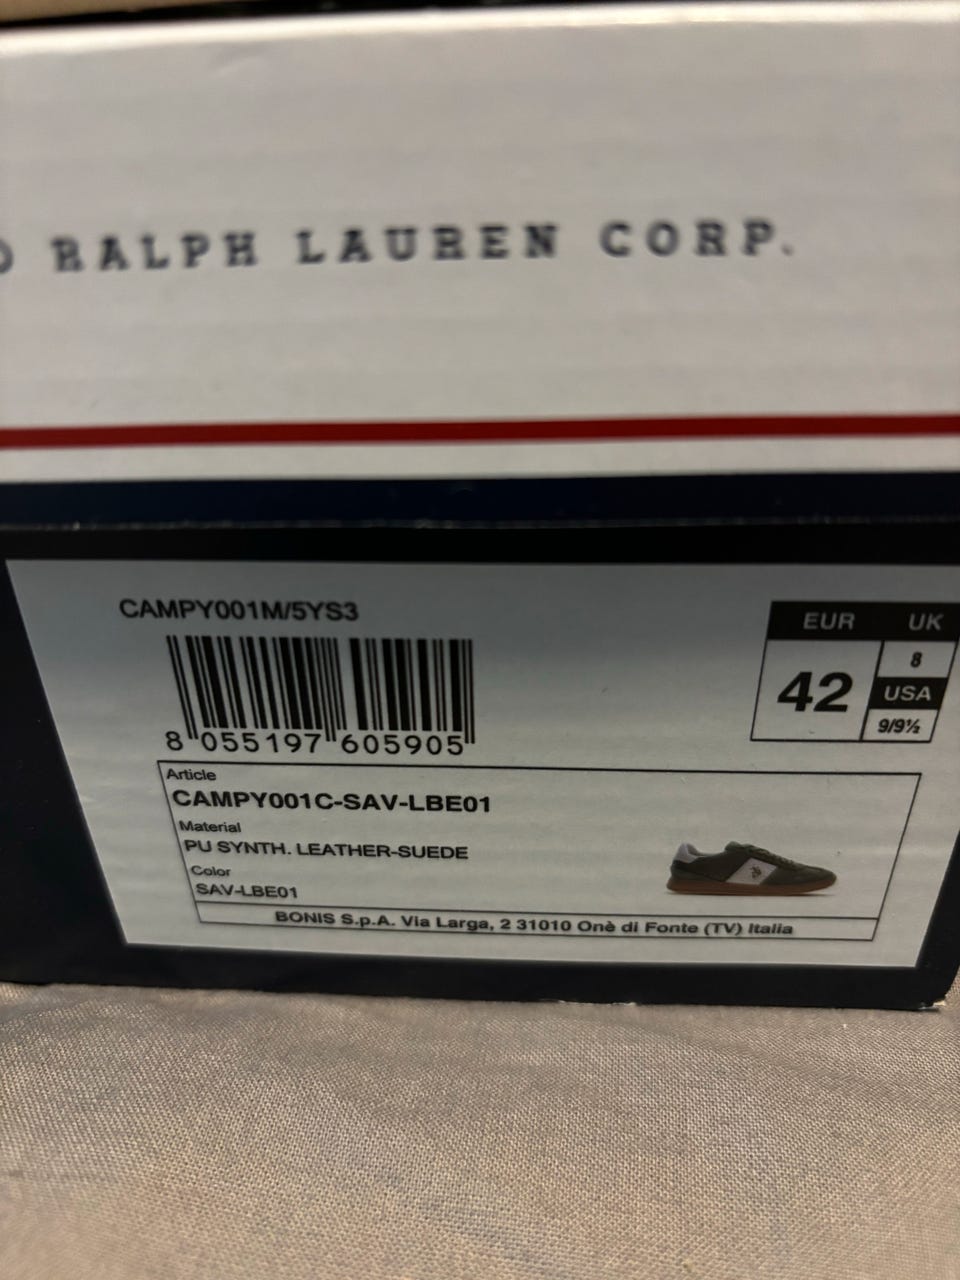 RALPH LAUREN CORP.
CAMPY001M/5YS3
EUR UK
42
8
USA
9/9½
8 055197 605905
Article
CAMPY001C-SAV-LBE01
Material
PU SYNTH. LEATHER-SUEDE
Color
SAV-LBE01
BONIS S.p.A. Via Larga, 2 31010 Onè di Fonte (TV) Italia